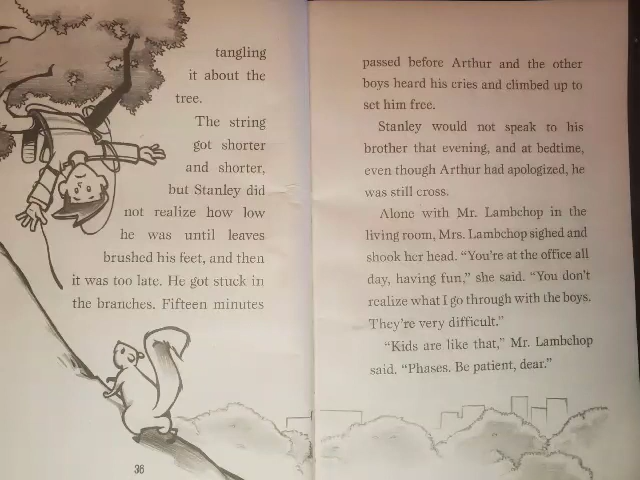 tangling
it about the
tree.
The string
got shorter
and shorter,
but Stanley did
not realize how low
he was until leaves
brushed his feet, and then
it was too late. He got stuck in
the branches. Fifteen minutes
36
passed before Arthur and the other
boys heard his cries and climbed up to
set him free.
Stanley would not speak to his
brother that evening, and at bedtime,
even though Arthur had apologized, he
was still cross.
Alone with Mr. Lambchop in the
living room, Mrs. Lambchop sighed and
shook her head. “You're at the office all
day, having fun,” she said. “You don't
realize what I go through with the boys.
They're very difficult.”
“Kids are like that,” Mr. Lambchop
said. “Phases. Be patient, dear.”